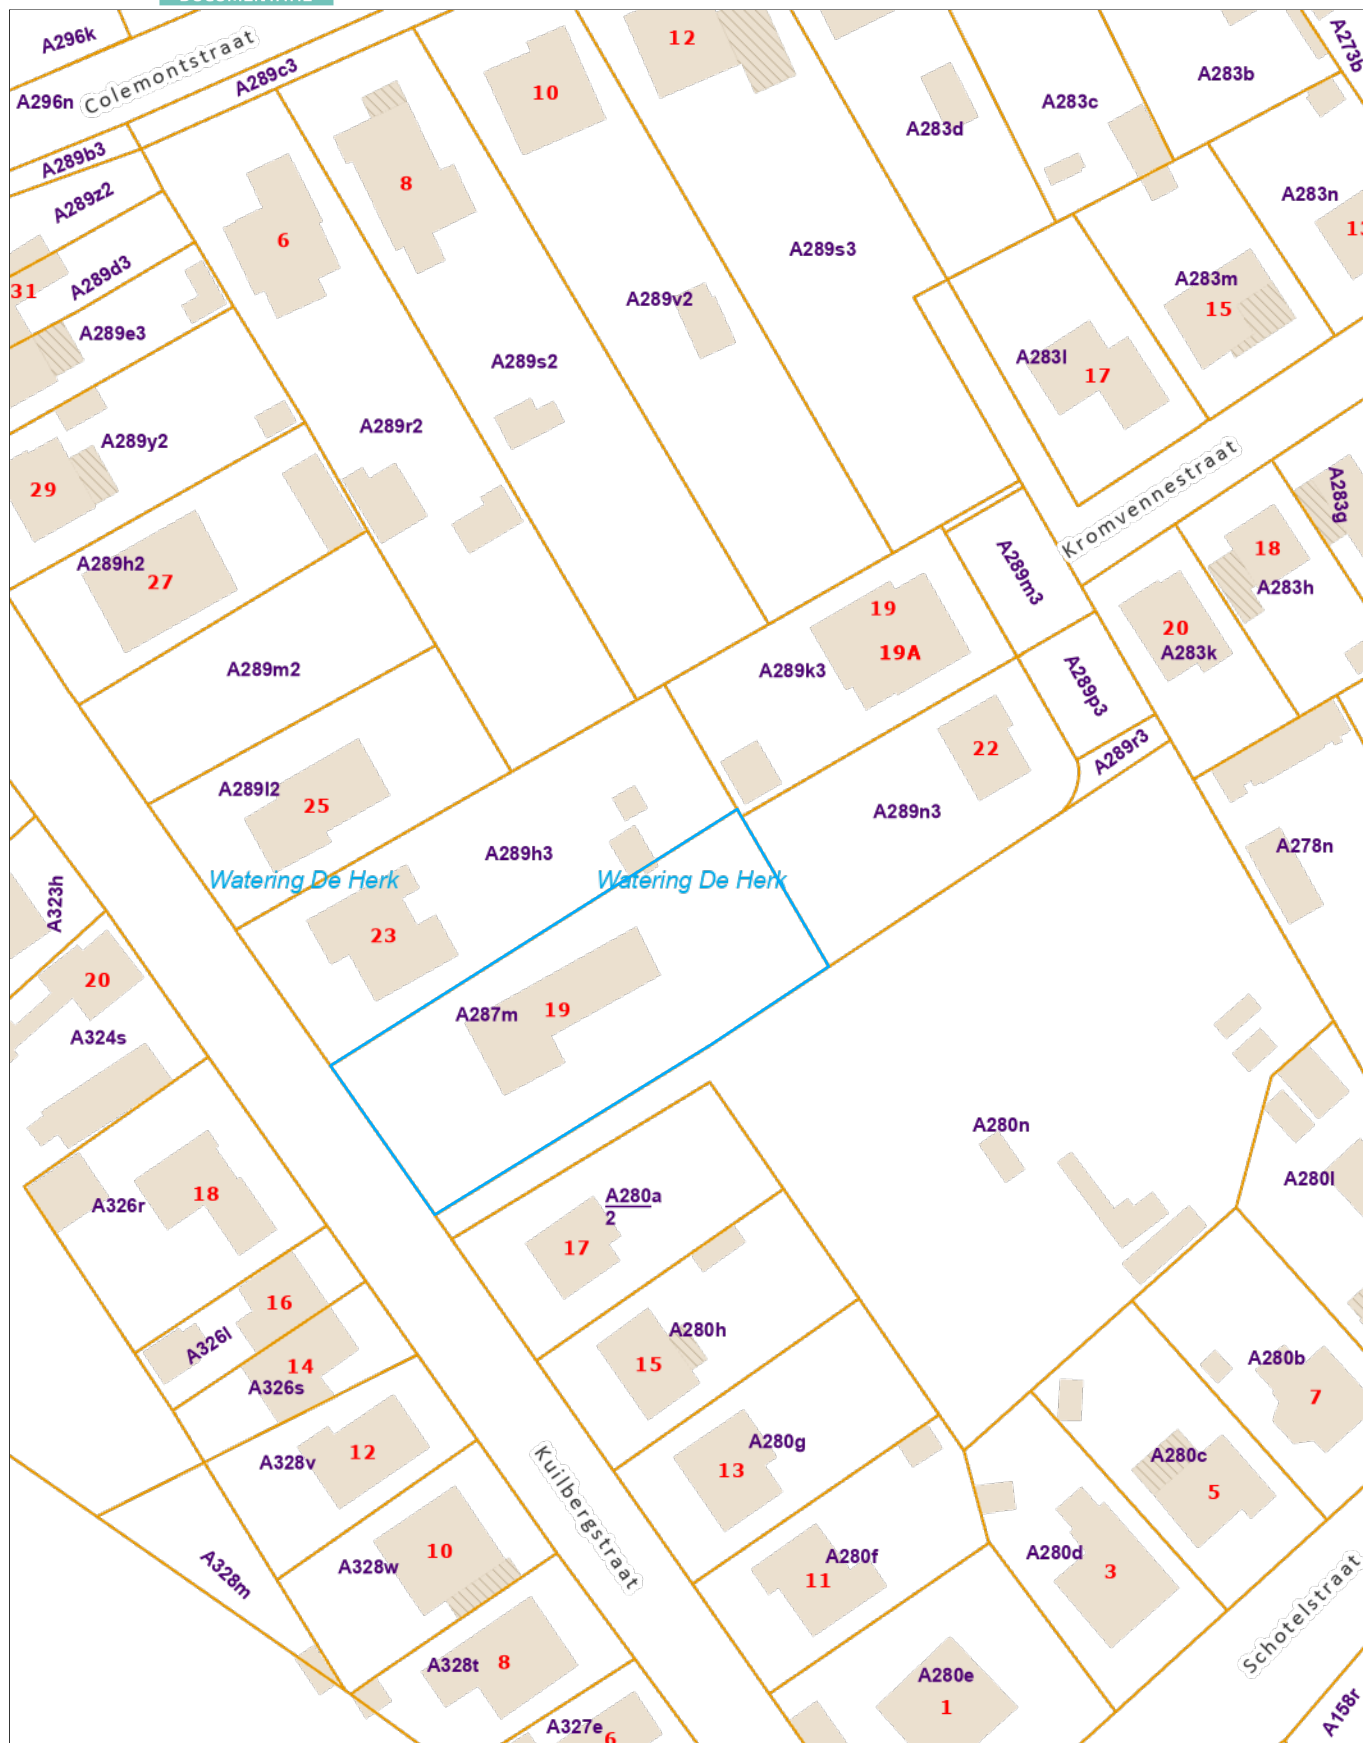 A296k
Colemontstraat
A289c3
A296n
A289b3
A289z2
A289d3
31
A289e3
6
8
10
12
A283d
A283c
A283b
A273b
A283n
A289s3
A283m
15
A289v2
A283l
17
A289s2
A289r2
A289y2
29
A289h2
27
Kromvennestraat
A283g
18
A283h
A289m3
19
19A
20
A283k
A289m2
A289k3
A289p3
22
A289r3
A289l2
25
A289n3
A289h3
A278n
Watering De Herk
Watering De Herk
A323h
23
20
A287m
19
A324s
A280n
A280l
A326r
18
A280a
2
17
16
A326l
14
A326s
A280h
15
A280b
7
A328v
12
A280g
13
A280c
5
Kuilbergstraat
A328w
10
A328m
A280f
11
A280d
3
Schotelstraat
A328t
8
A280e
1
A327e
6
A158r